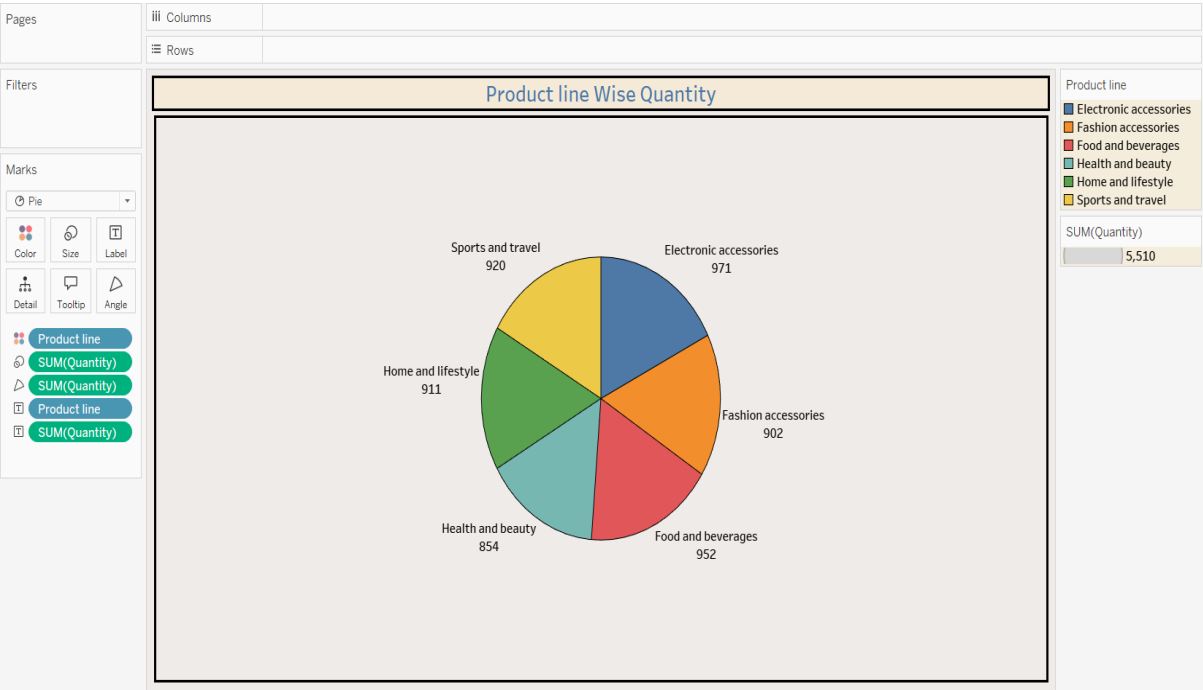 Pages
Columns
Rows
Filters
Marks
Pie
Color
Size
Label
Detail
Tooltip
Angle
Product line
SUM(Quantity)
SUM(Quantity)
Product line
SUM(Quantity)
Product line Wise Quantity
Sports and travel
920
Electronic accessories
971
Home and lifestyle
911
Fashion accessories
902
Health and beauty
854
Food and beverages
952
Product line
Electronic accessories
Fashion accessories
Food and beverages
Health and beauty
Home and lifestyle
Sports and travel
SUM(Quantity)
5,510